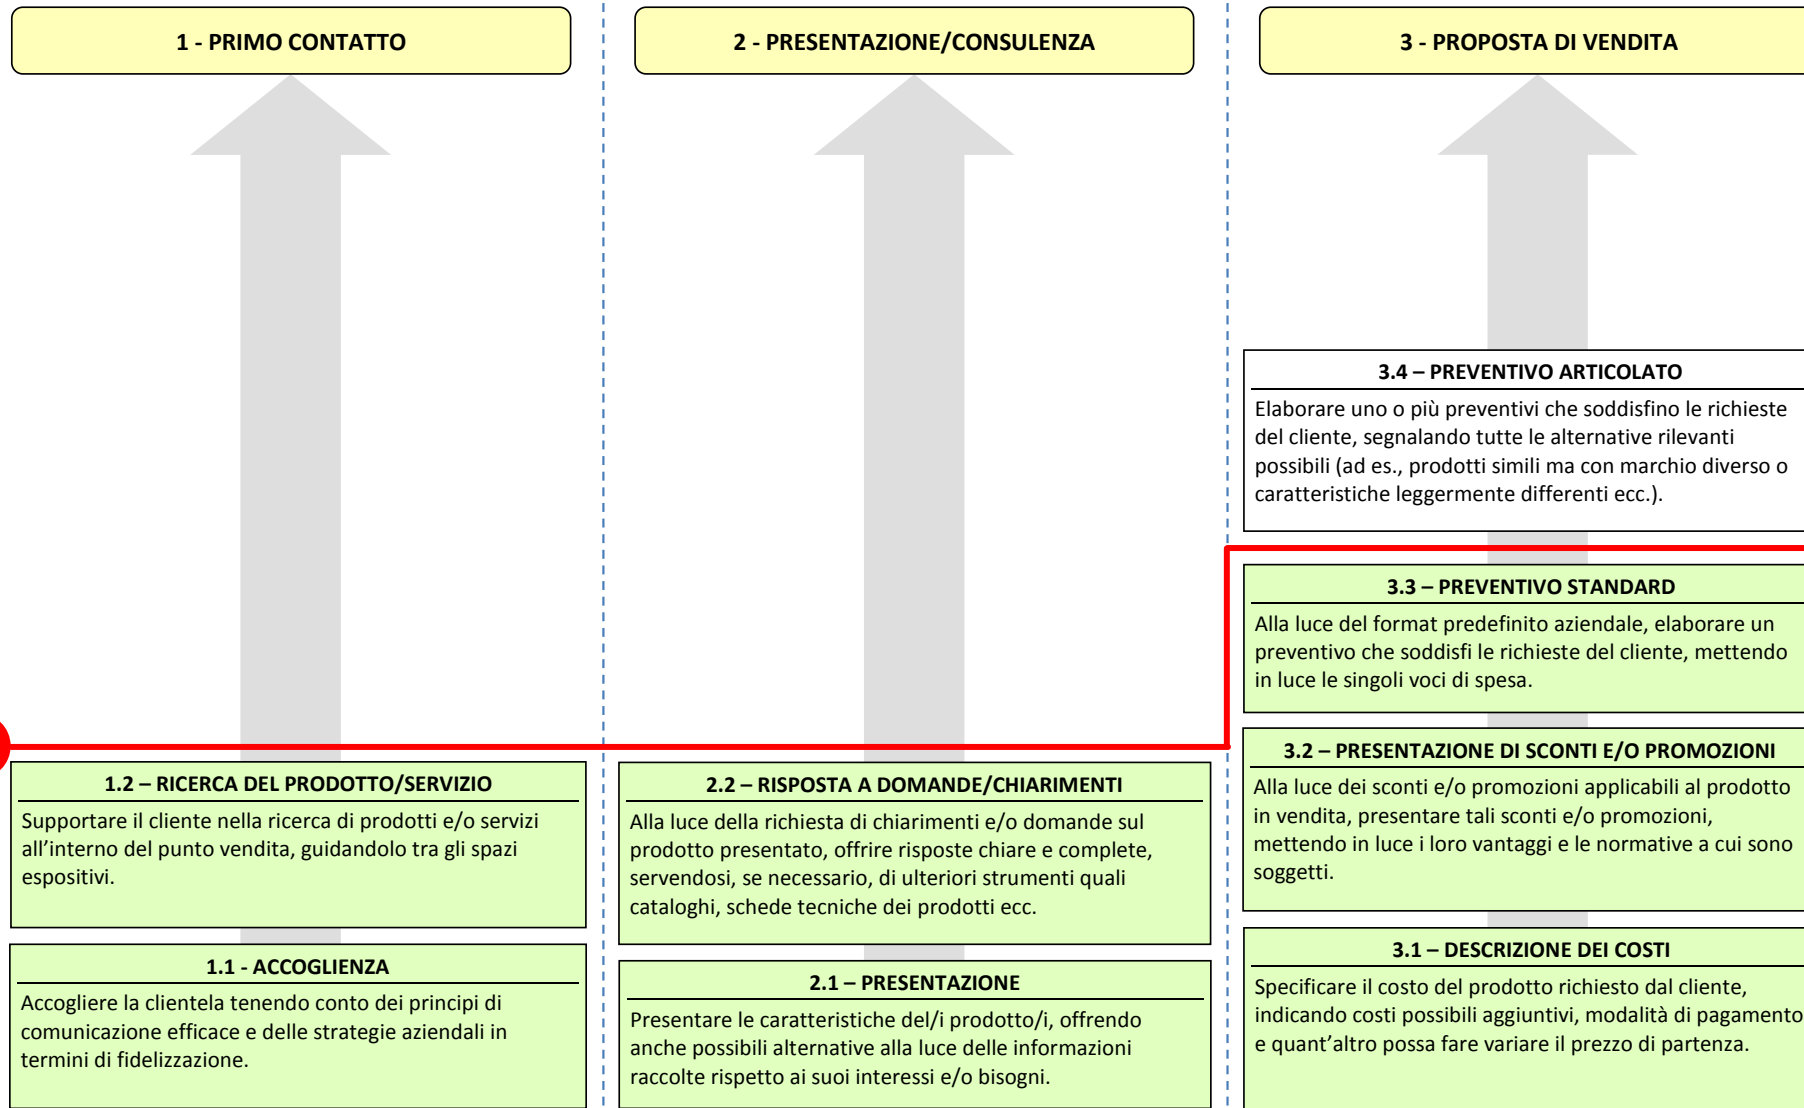 1 - PRIMO CONTATTO
2 - PRESENTAZIONE/CONSULENZA
3 - PROPOSTA DI VENDITA
3.4 – PREVENTIVO ARTICOLATO
Elaborare uno o più preventivi che soddisfino le richieste
del cliente, segnalando tutte le alternative rilevanti
possibili (ad es., prodotti simili ma con marchio diverso o
caratteristiche leggermente differenti ecc.).
3.3 – PREVENTIVO STANDARD
Alla luce del format predefinito aziendale, elaborare un
preventivo che soddisfi le richieste del cliente, mettendo
in luce le singoli voci di spesa.
1.2 – RICERCA DEL PRODOTTO/SERVIZIO
Supportare il cliente nella ricerca di prodotti e/o servizi
all'interno del punto vendita, guidandolo tra gli spazi
espositivi.
2.2 – RISPOSTA A DOMANDE/CHIARIMENTI
Alla luce della richiesta di chiarimenti e/o domande sul
prodotto presentato, offrire risposte chiare e complete,
servendosi, se necessario, di ulteriori strumenti quali
cataloghi, schede tecniche dei prodotti ecc.
3.2 – PRESENTAZIONE DI SCONTI E/O PROMOZIONI
Alla luce dei sconti e/o promozioni applicabili al prodotto
in vendita, presentare tali sconti e/o promozioni,
mettendo in luce i loro vantaggi e le normative a cui sono
soggetti.
1.1 - ACCOGLIENZA
Accogliere la clientela tenendo conto dei principi di
comunicazione efficace e delle strategie aziendali in
termini di fidelizzazione.
2.1 – PRESENTAZIONE
Presentare le caratteristiche del/i prodotto/i, offrendo
anche possibili alternative alla luce delle informazioni
raccolte rispetto ai suoi interessi e/o bisogni.
3.1 – DESCRIZIONE DEI COSTI
Specificare il costo del prodotto richiesto dal cliente,
indicando costi possibili aggiuntivi, modalità di pagamento
e quant'altro possa fare variare il prezzo di partenza.